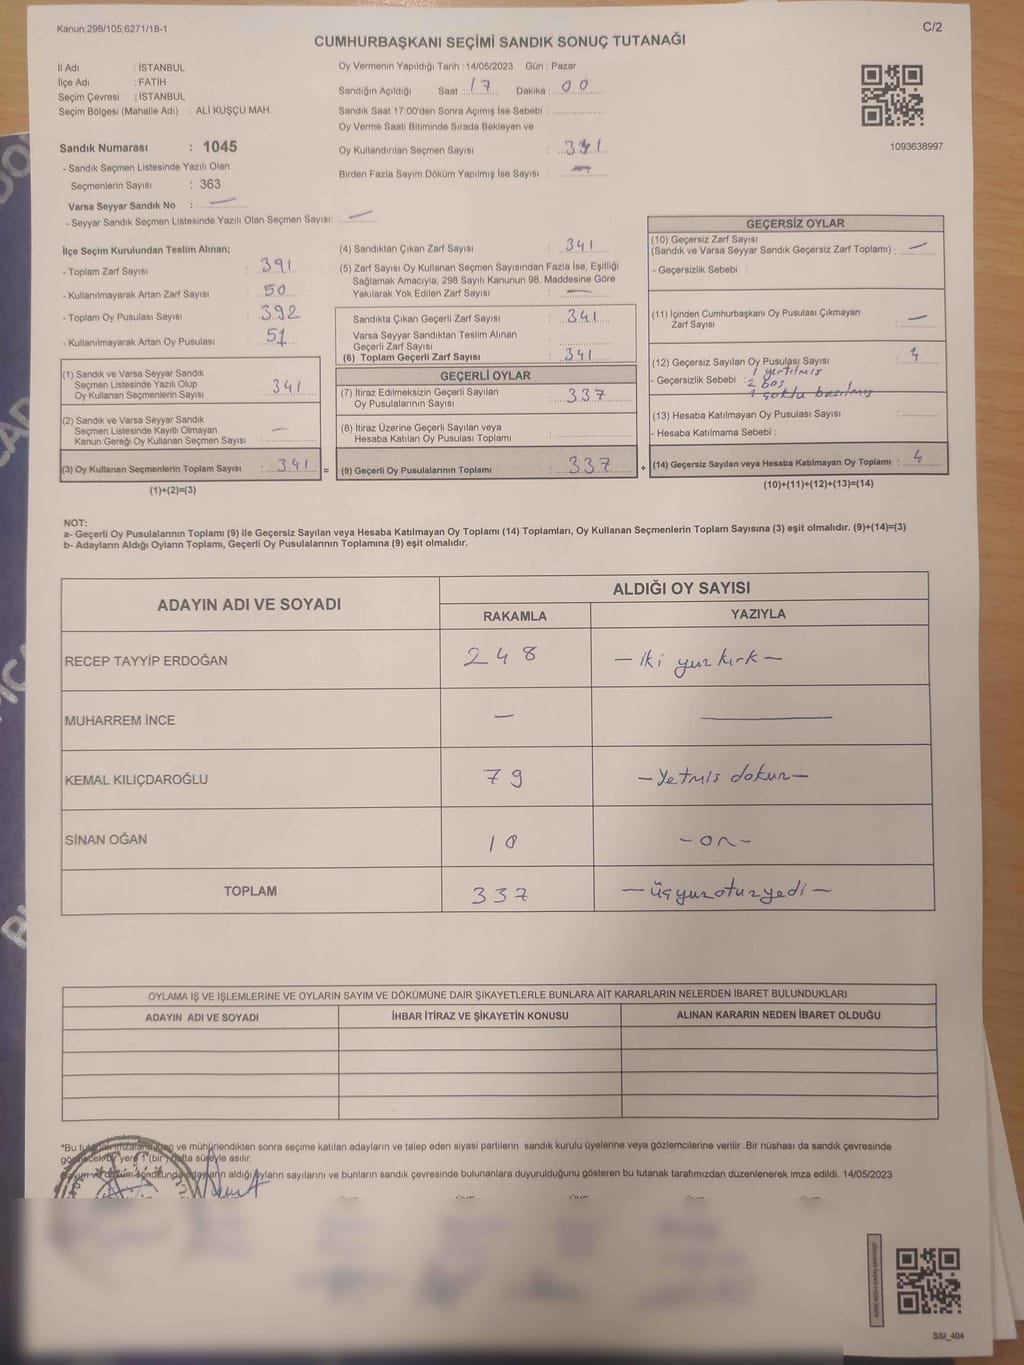 Kanun;298/105;6271/18-1
C/2
CUMHURBAŞKANI SEÇİMİ SANDIK SONUÇ TUTANAĞI
İl Adı : İSTANBUL
İlçe Adı : FATİH
Seçim Çevresi : İSTANBUL
Seçim Bölgesi (Mahalle Adı) : ALİ KUŞÇU MAH.
Oy Vermenin Yapıldığı Tarih :14/05/2023 Gün : Pazar
Sandığın Açıldığı Saat : 17 Dakika : 00
Sandık Saat 17:00'den Sonra Açımış İse Sebebi :
Oy Verme Saati Bitiminde Sırada Bekleyen ve
Oy Kullandırılan Seçmen Sayısı : 341
Birden Fazla Sayım Döküm Yapılmış İse Sayısı : —
1093638997
Sandık Numarası : 1045
- Sandık Seçmen Listesinde Yazılı Olan
Seçmenlerin Sayısı : 363
Varsa Seyyar Sandık No : —
- Seyyar Sandık Seçmen Listesinde Yazılı Olan Seçmen Sayısı: —
İlçe Seçim Kurulundan Teslim Alınan;
- Toplam Zarf Sayısı : 391
- Kullanılmayarak Artan Zarf Sayısı : 50
- Toplam Oy Pusulası Sayısı : 392
- Kullanılmayarak Artan Oy Pusulası : 51
(1) Sandık ve Varsa Seyyar Sandık
Seçmen Listesinde Yazılı Olup
Oy Kullanan Seçmenlerin Sayısı : 341
(2) Sandık ve Varsa Seyyar Sandık
Seçmen Listesinde Kayıtlı Olmayan
Kanun Gereği Oy Kullanan Seçmen Sayısı : —
(3) Oy Kullanan Seçmenlerin Toplam Sayısı : 341 =
(1)+(2)=(3)
(4) Sandıktan Çıkan Zarf Sayısı : 341
(5) Zarf Sayısı Oy Kullanan Seçmen Sayısından Fazla İse, Eşitliği
Sağlamak Amacıyla, 298 Sayılı Kanunun 98. Maddesine Göre
Yakılarak Yok Edilen Zarf Sayısı : —
Sandıkta Çıkan Geçerli Zarf Sayısı : 341
Varsa Seyyar Sandıktan Teslim Alınan
Geçerli Zarf Sayısı :
(6) Toplam Geçerli Zarf Sayısı : 341
GEÇERLİ OYLAR
(7) İtiraz Edilmeksizin Geçerli Sayılan
Oy Pusulalarının Sayısı : 337
(8) İtiraz Üzerine Geçerli Sayılan veya
Hesaba Katılan Oy Pusulası Toplamı :
(9) Geçerli Oy Pusulalarının Toplamı : 337 +
GEÇERSİZ OYLAR
(10) Geçersiz Zarf Sayısı
(Sandık ve Varsa Seyyar Sandık Geçersiz Zarf Toplamı) : —
- Geçersizlik Sebebi :
(11) İçinden Cumhurbaşkanı Oy Pusulası Çıkmayan
Zarf Sayısı : —
(12) Geçersiz Sayılan Oy Pusulası Sayısı : 4
1 yırtılmış
- Geçersizlik Sebebi : 2 boş
1 çoklu basılmış
(13) Hesaba Katılmayan Oy Pusulası Sayısı :
- Hesaba Katılmama Sebebi :
(14) Geçersiz Sayılan veya Hesaba Katılmayan Oy Toplamı : 4
(10)+(11)+(12)+(13)=(14)
NOT:
a- Geçerli Oy Pusulalarının Toplamı (9) ile Geçersiz Sayılan veya Hesaba Katılmayan Oy Toplamı (14) Toplamları, Oy Kullanan Seçmenlerin Toplam Sayısına (3) eşit olmalıdır. (9)+(14)=(3)
b- Adayların Aldığı Oyların Toplamı, Geçerli Oy Pusulalarının Toplamına (9) eşit olmalıdır.
ADAYIN ADI VE SOYADI
ALDIĞI OY SAYISI
RAKAMLA YAZIYLA
RECEP TAYYİP ERDOĞAN 248 — iki yuz kırk —
MUHARREM İNCE — —
KEMAL KILIÇDAROĞLU 79 — Yetmis dokuz —
SİNAN OĞAN 10 — on —
TOPLAM 337 — üç yuz otuz yedi —
OYLAMA İŞ VE İŞLEMLERİNE VE OYLARIN SAYIM VE DÖKÜMÜNE DAİR ŞİKAYETLERLE BUNLARA AİT KARARLARIN NELERDEN İBARET BULUNDUKLARI
ADAYIN ADI VE SOYADI İHBAR İTİRAZ VE ŞİKAYETİN KONUSU ALINAN KARARIN NEDEN İBARET OLDUĞU
*Bu ve mühürlendikten sonra seçime katılan adayların ve talep eden siyasi partilerin sandık kurulu üyelerine veya gözlemcilerine verilir .Bir nüshası da sandık çevresinde
yere 1 (bir) hafta süreyle asılır.
aldığı oyların sayılarını ve bunların sandık çevresinde bulunanlara duyurulduğunu gösteren bu tutanak tarafımızdan düzenlenerek imza edildi. 14/05/2023
SSI_404